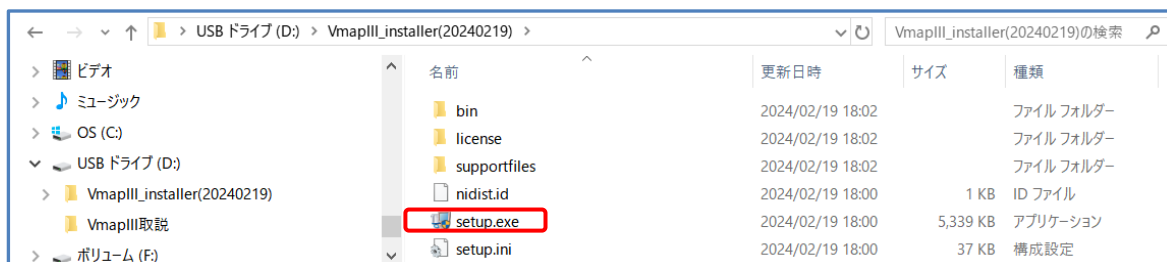 USB ドライブ (D:) > VmapIII_installer(20240219) >
VmapIII_installer(20240219)の検索
ビデオ
ミュージック
OS (C:)
USB ドライブ (D:)
VmapIII_installer(20240219)
VmapIII取説
ボリューム (F:)
名前 更新日時 サイズ 種類
bin 2024/02/19 18:02 ファイル フォルダー
license 2024/02/19 18:02 ファイル フォルダー
supportfiles 2024/02/19 18:02 ファイル フォルダー
nidist.id 2024/02/19 18:00 1 KB ID ファイル
setup.exe 2024/02/19 18:00 5,339 KB アプリケーション
setup.ini 2024/02/19 18:00 37 KB 構成設定